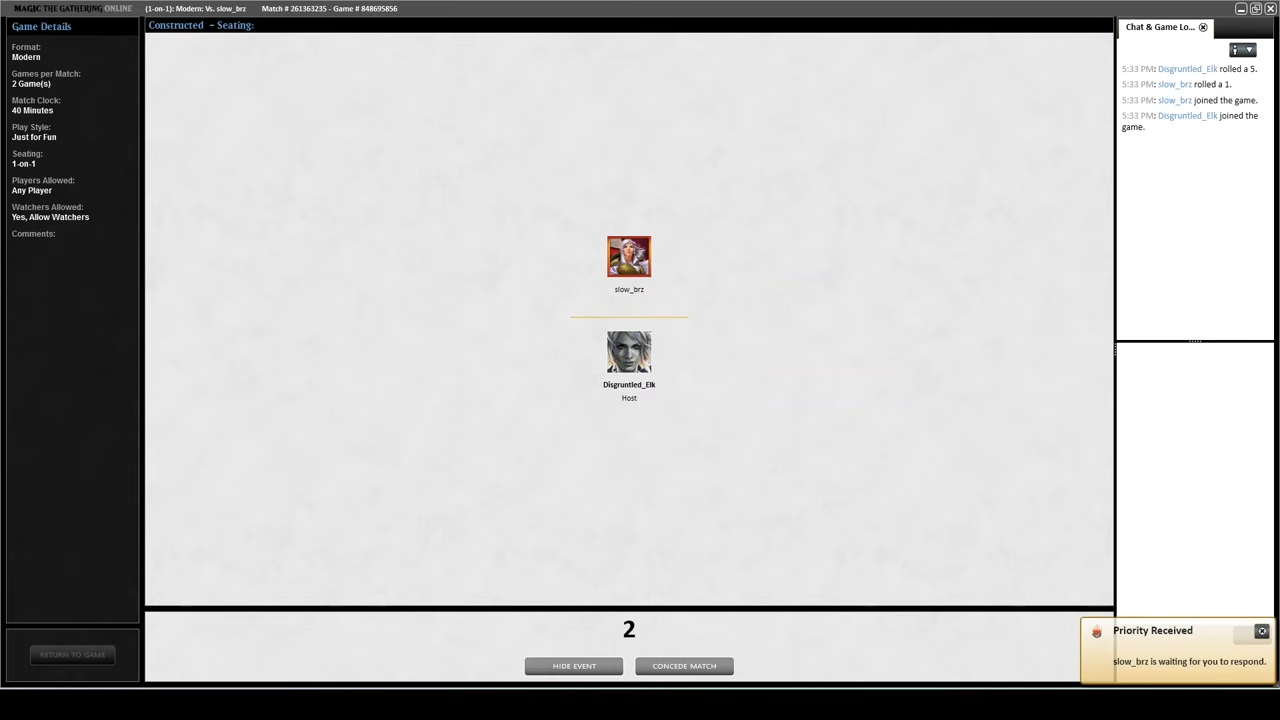 MAGIC THE GATHERING ONLINE (1-on-1): Modern: Vs. slow_brz Match # 261363235 - Game # 848695856
Game Details
Format:
Modern
Games per Match:
2 Game(s)
Match Clock:
40 Minutes
Play Style:
Just for Fun
Seating:
1-on-1
Players Allowed:
Any Player
Watchers Allowed:
Yes, Allow Watchers
Comments:
RETURN TO GAME
Constructed - Seating:
slow_brz
Disgruntled_Elk
Host
2
HIDE EVENT CONCEDE MATCH
Chat & Game Lo...
5:33 PM: Disgruntled_Elk rolled a 5.
5:33 PM: slow_brz rolled a 1.
5:33 PM: slow_brz joined the game.
5:33 PM: Disgruntled_Elk joined the
game.
Priority Received
slow_brz is waiting for you to respond.